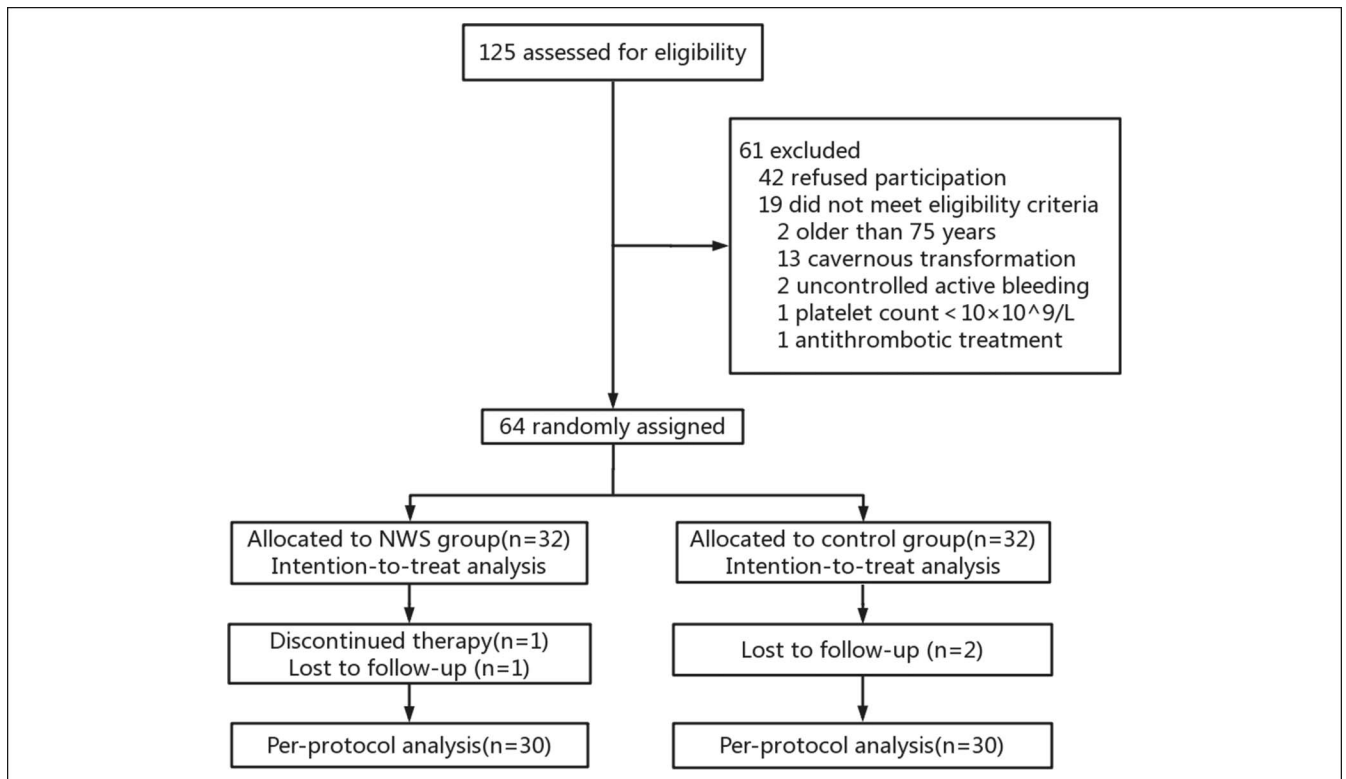 125 assessed for eligibility
61 excluded
42 refused participation
19 did not meet eligibility criteria
2 older than 75 years
13 cavernous transformation
2 uncontrolled active bleeding
1 platelet count < 10×10^9/L
1 antithrombotic treatment
64 randomly assigned
Allocated to NWS group(n=32)
Intention-to-treat analysis
Allocated to control group(n=32)
Intention-to-treat analysis
Discontinued therapy(n=1)
Lost to follow-up (n=1)
Lost to follow-up (n=2)
Per-protocol analysis(n=30)
Per-protocol analysis(n=30)